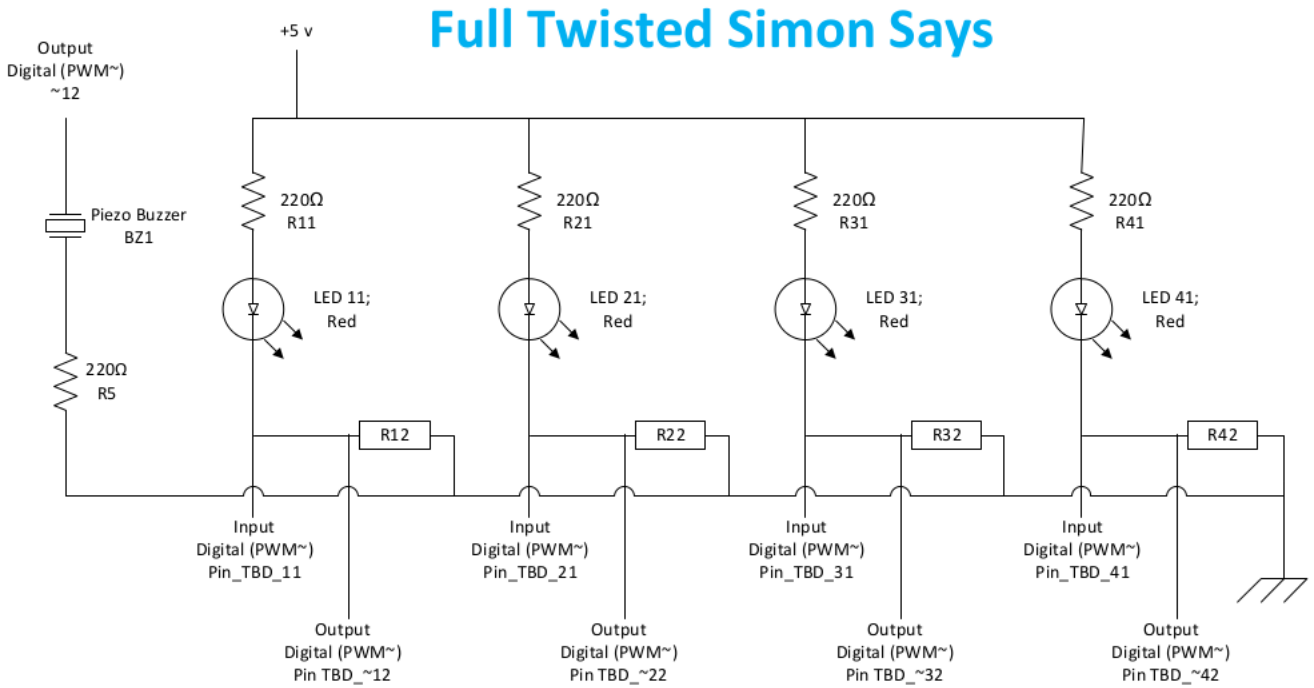 Full Twisted Simon Says
Output
Digital (PWM~)
~12
+5 v
Piezo Buzzer
BZ1
220Ω
R5
220Ω
R11
220Ω
R21
220Ω
R31
220Ω
R41
LED 11;
Red
LED 21;
Red
LED 31;
Red
LED 41;
Red
R12
R22
R32
R42
Input
Digital (PWM~)
Pin_TBD_11
Input
Digital (PWM~)
Pin_TBD_21
Input
Digital (PWM~)
Pin_TBD_31
Input
Digital (PWM~)
Pin_TBD_41
Output
Digital (PWM~)
Pin TBD_~12
Output
Digital (PWM~)
Pin TBD_~22
Output
Digital (PWM~)
Pin TBD_~32
Output
Digital (PWM~)
Pin TBD_~42